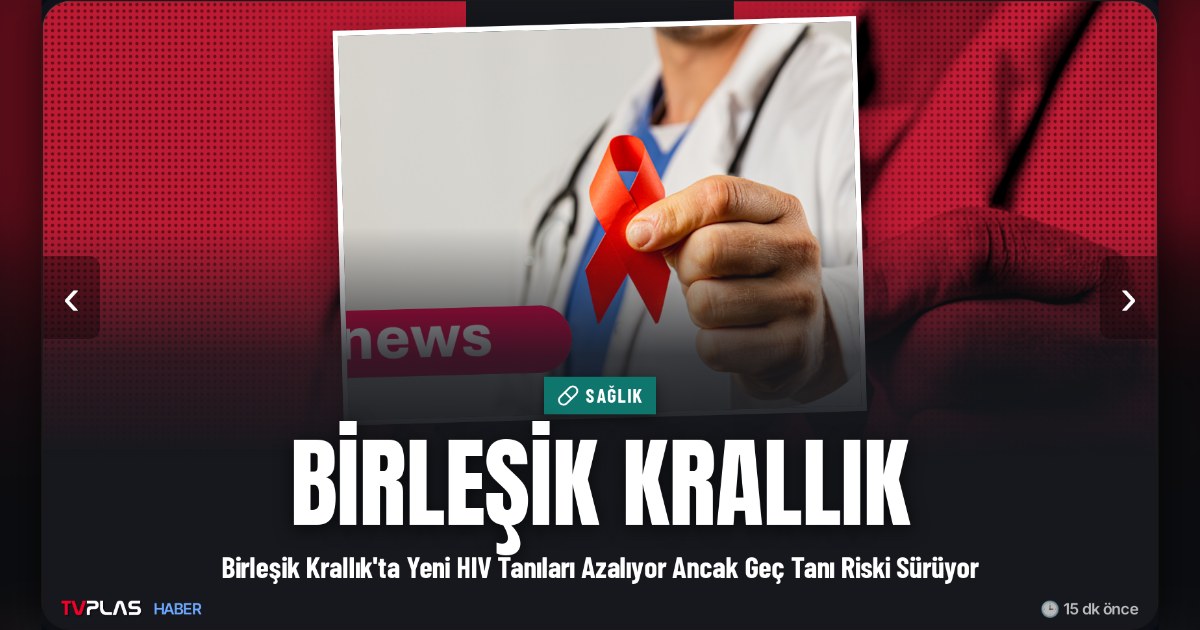 news
SAĞLIK
BİRLEŞİK KRALLIK
Birleşik Krallık'ta Yeni HIV Tanıları Azalıyor Ancak Geç Tanı Riski Sürüyor
TVPLAS HABER
15 dk önce